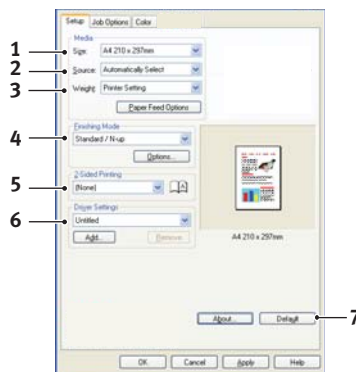 Setup Job Options Color
Media
1 Size: A4 210 x 297mm
2 Source: Automatically Select
3 Weight: Printer Setting
Paper Feed Options
4 Finishing Mode
Standard / N-up
Options...
5 2-Sided Printing
(None)
6 Driver Settings
Untitled
Add... Remove
A4 210 x 297mm
About... Default 7
OK Cancel Apply Help